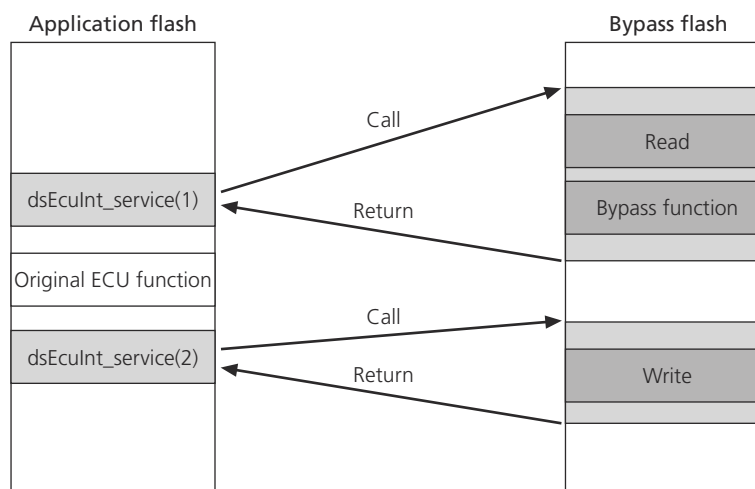 Application flash
Bypass flash
Call
Read
dsEcuInt_service(1)
Return
Bypass function
Original ECU function
Call
dsEcuInt_service(2)
Return
Write